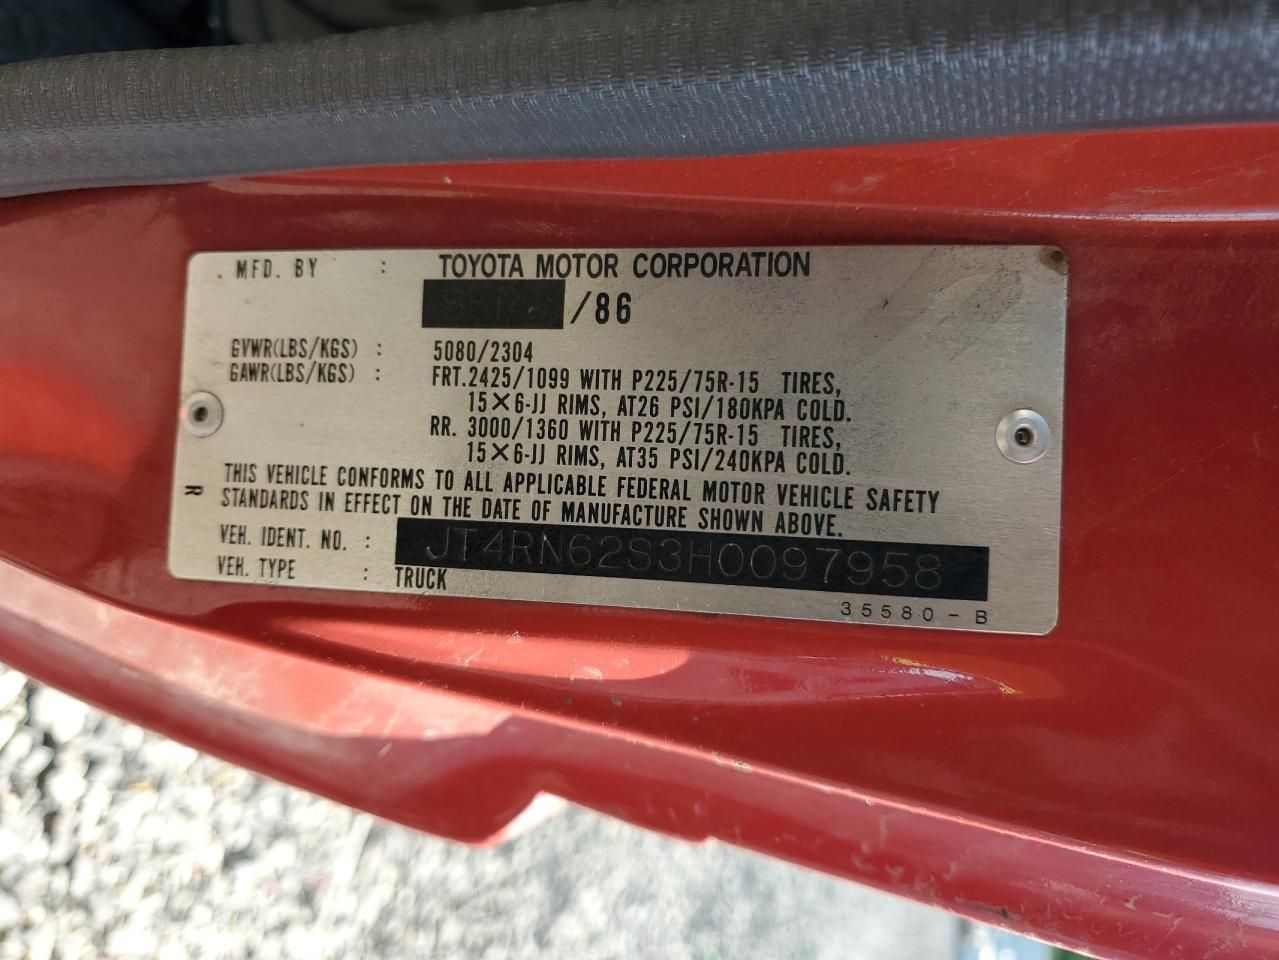 MFD. BY : TOYOTA MOTOR CORPORATION
SEP. /86
GVWR(LBS/KGS) : 5080/2304
GAWR(LBS/KGS) : FRT.2425/1099 WITH P225/75R-15 TIRES,
15×6-JJ RIMS, AT26 PSI/180KPA COLD.
RR. 3000/1360 WITH P225/75R-15 TIRES,
15×6-JJ RIMS, AT35 PSI/240KPA COLD.
THIS VEHICLE CONFORMS TO ALL APPLICABLE FEDERAL MOTOR VEHICLE SAFETY
STANDARDS IN EFFECT ON THE DATE OF MANUFACTURE SHOWN ABOVE.
VEH. IDENT. NO. : JT4RN62S3H0097958
VEH. TYPE : TRUCK
35580-B
R